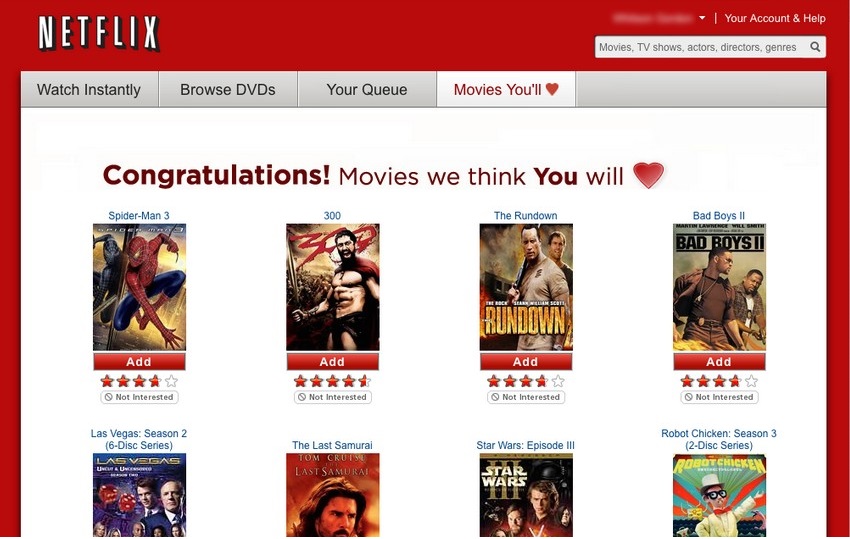 NETFLIX
Your Account & Help
Movies, TV shows, actors, directors, genres
Watch Instantly
Browse DVDs
Your Queue
Movies You'll
Congratulations! Movies we think You will
Spider-Man 3
300
The Rundown
Bad Boys II
SPIDER-MAN 3
300
THE ROCK SEANN WILLIAM SCOTT
THE RUNDOWN
MARTIN LAWRENCE WILL SMITH
BAD BOYS II
Add
Add
Add
Add
Not Interested
Not Interested
Not Interested
Not Interested
Las Vegas: Season 2
(6-Disc Series)
The Last Samurai
Star Wars: Episode III
Robot Chicken: Season 3
(2-Disc Series)
LAS VEGAS
UNCUT & UNCENSORED
SEASON TWO
TOM CRUISE
THE LAST SAMURAI
STAR WARS
III
ROBOT CHICKEN